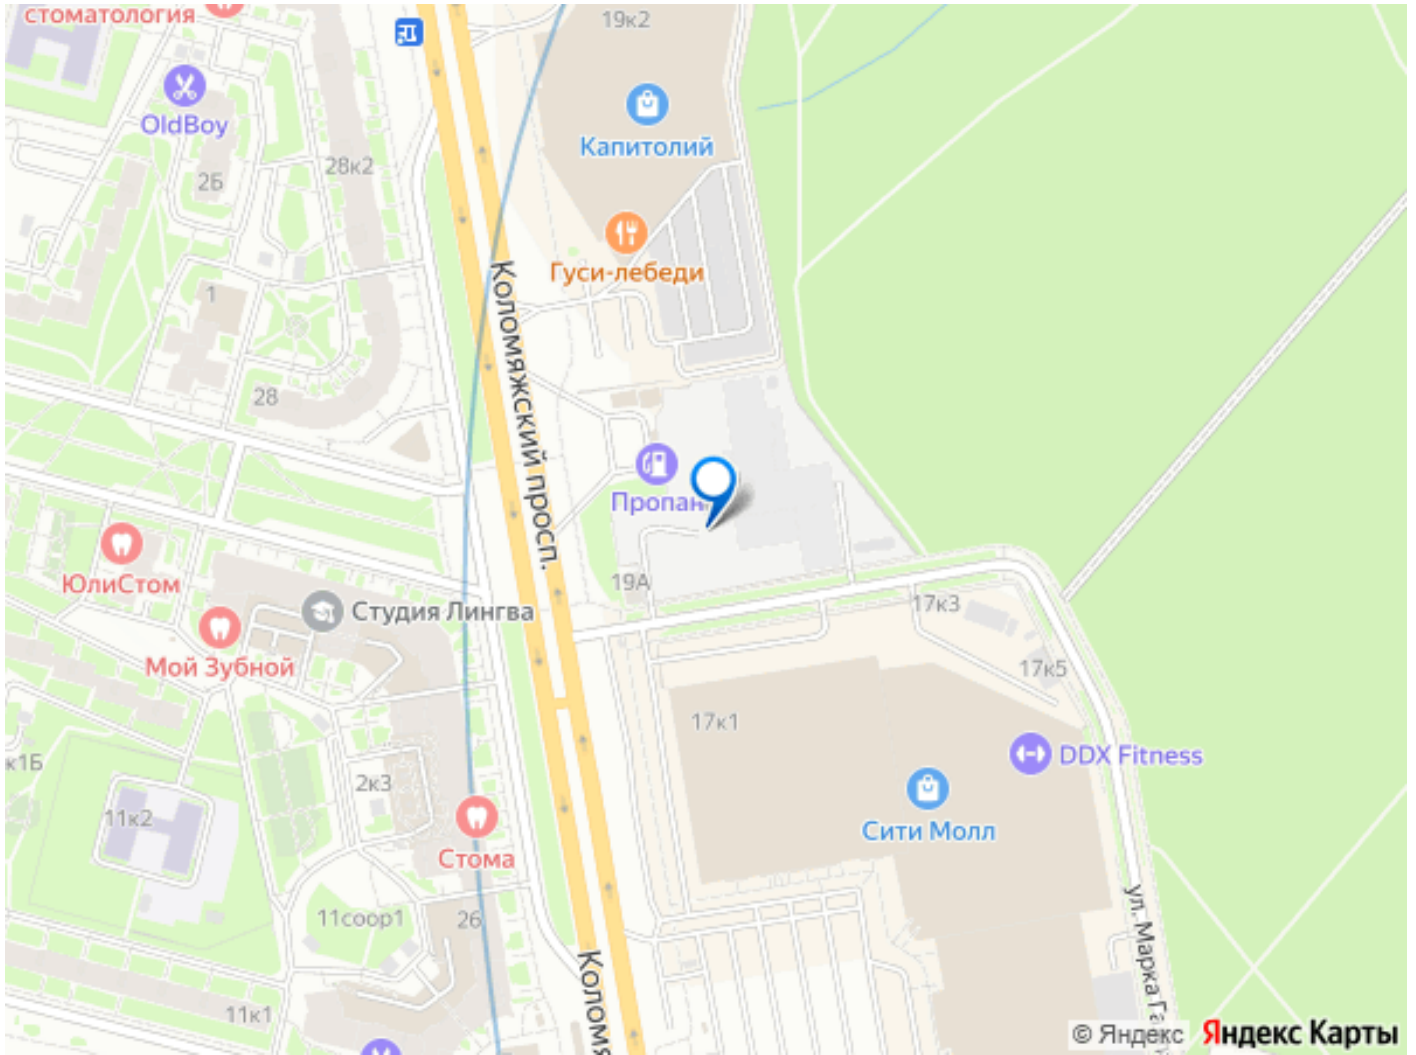 стоматология
19к2
OldBoy
Капитолий
28к2
2Б
Гуси-лебеди
1
Коломяжский просп.
28
Пропан
ЮлиСтом
19А
Студия Лингва
17к3
Мой Зубной
17к5
17к1
DDX Fitness
к1Б
2к3
11к2
Сити Молл
Стома
11соор1
26
ул. Марка Га
Коломя
11к1
© Яндекс Яндекс Карты